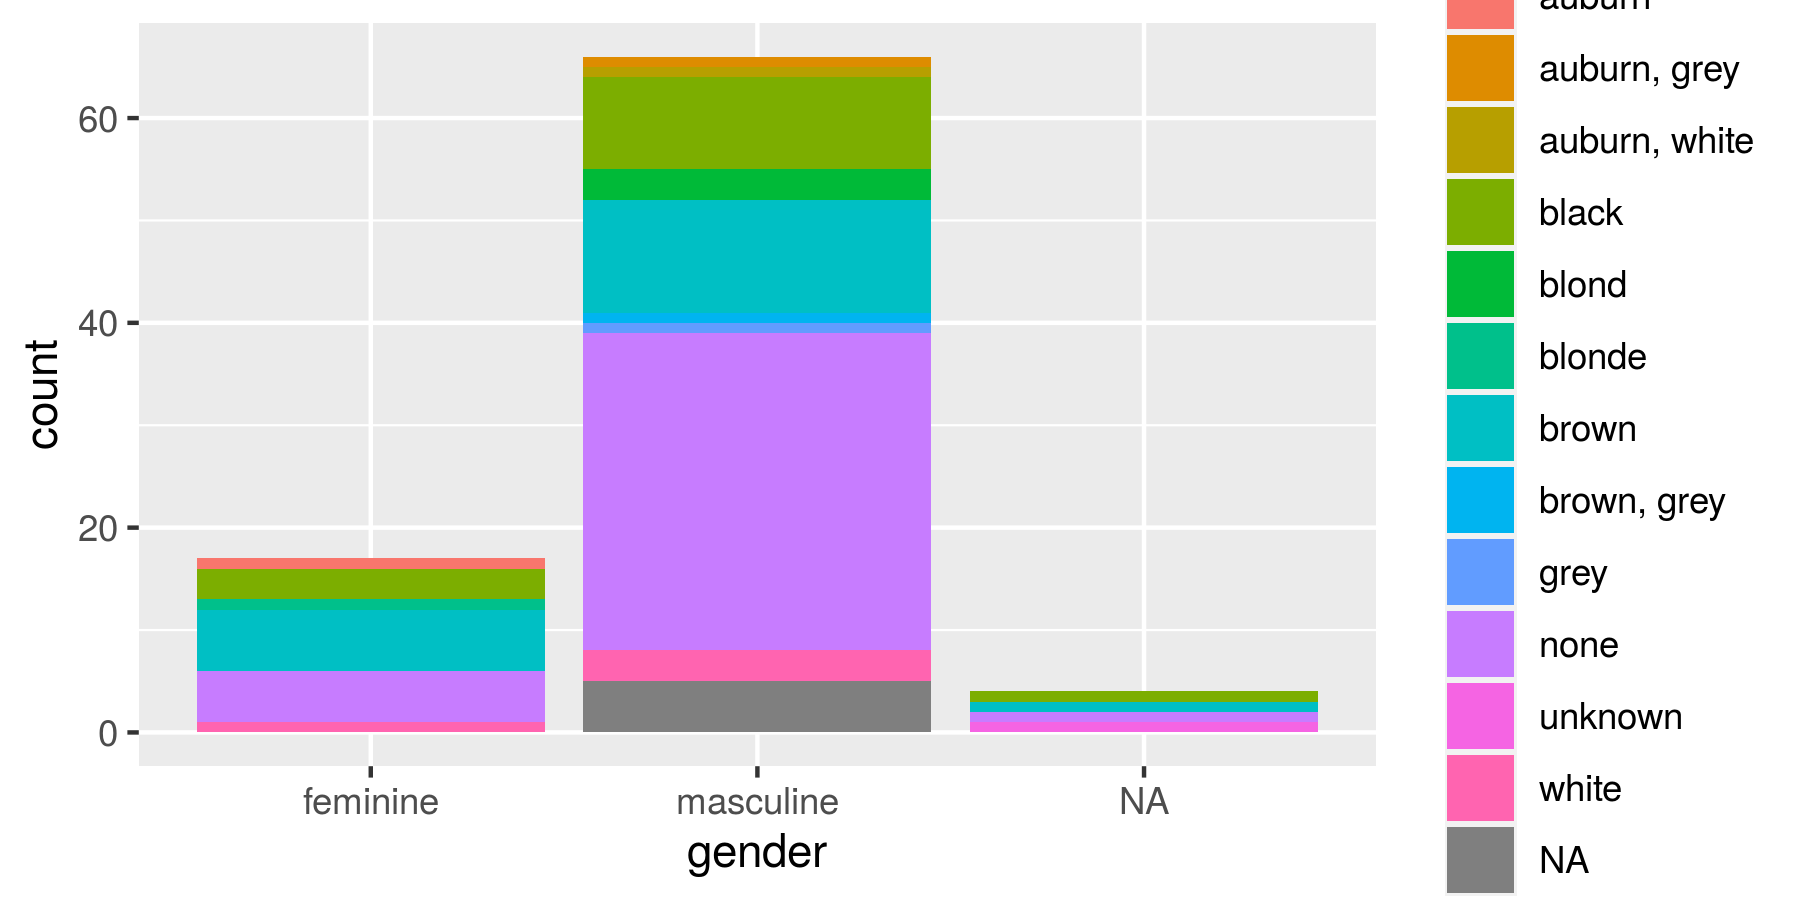 auburn
auburn, grey
auburn, white
black
blond
blonde
brown
brown, grey
grey
none
unknown
white
NA
count
60
40
20
0
feminine
masculine
NA
gender